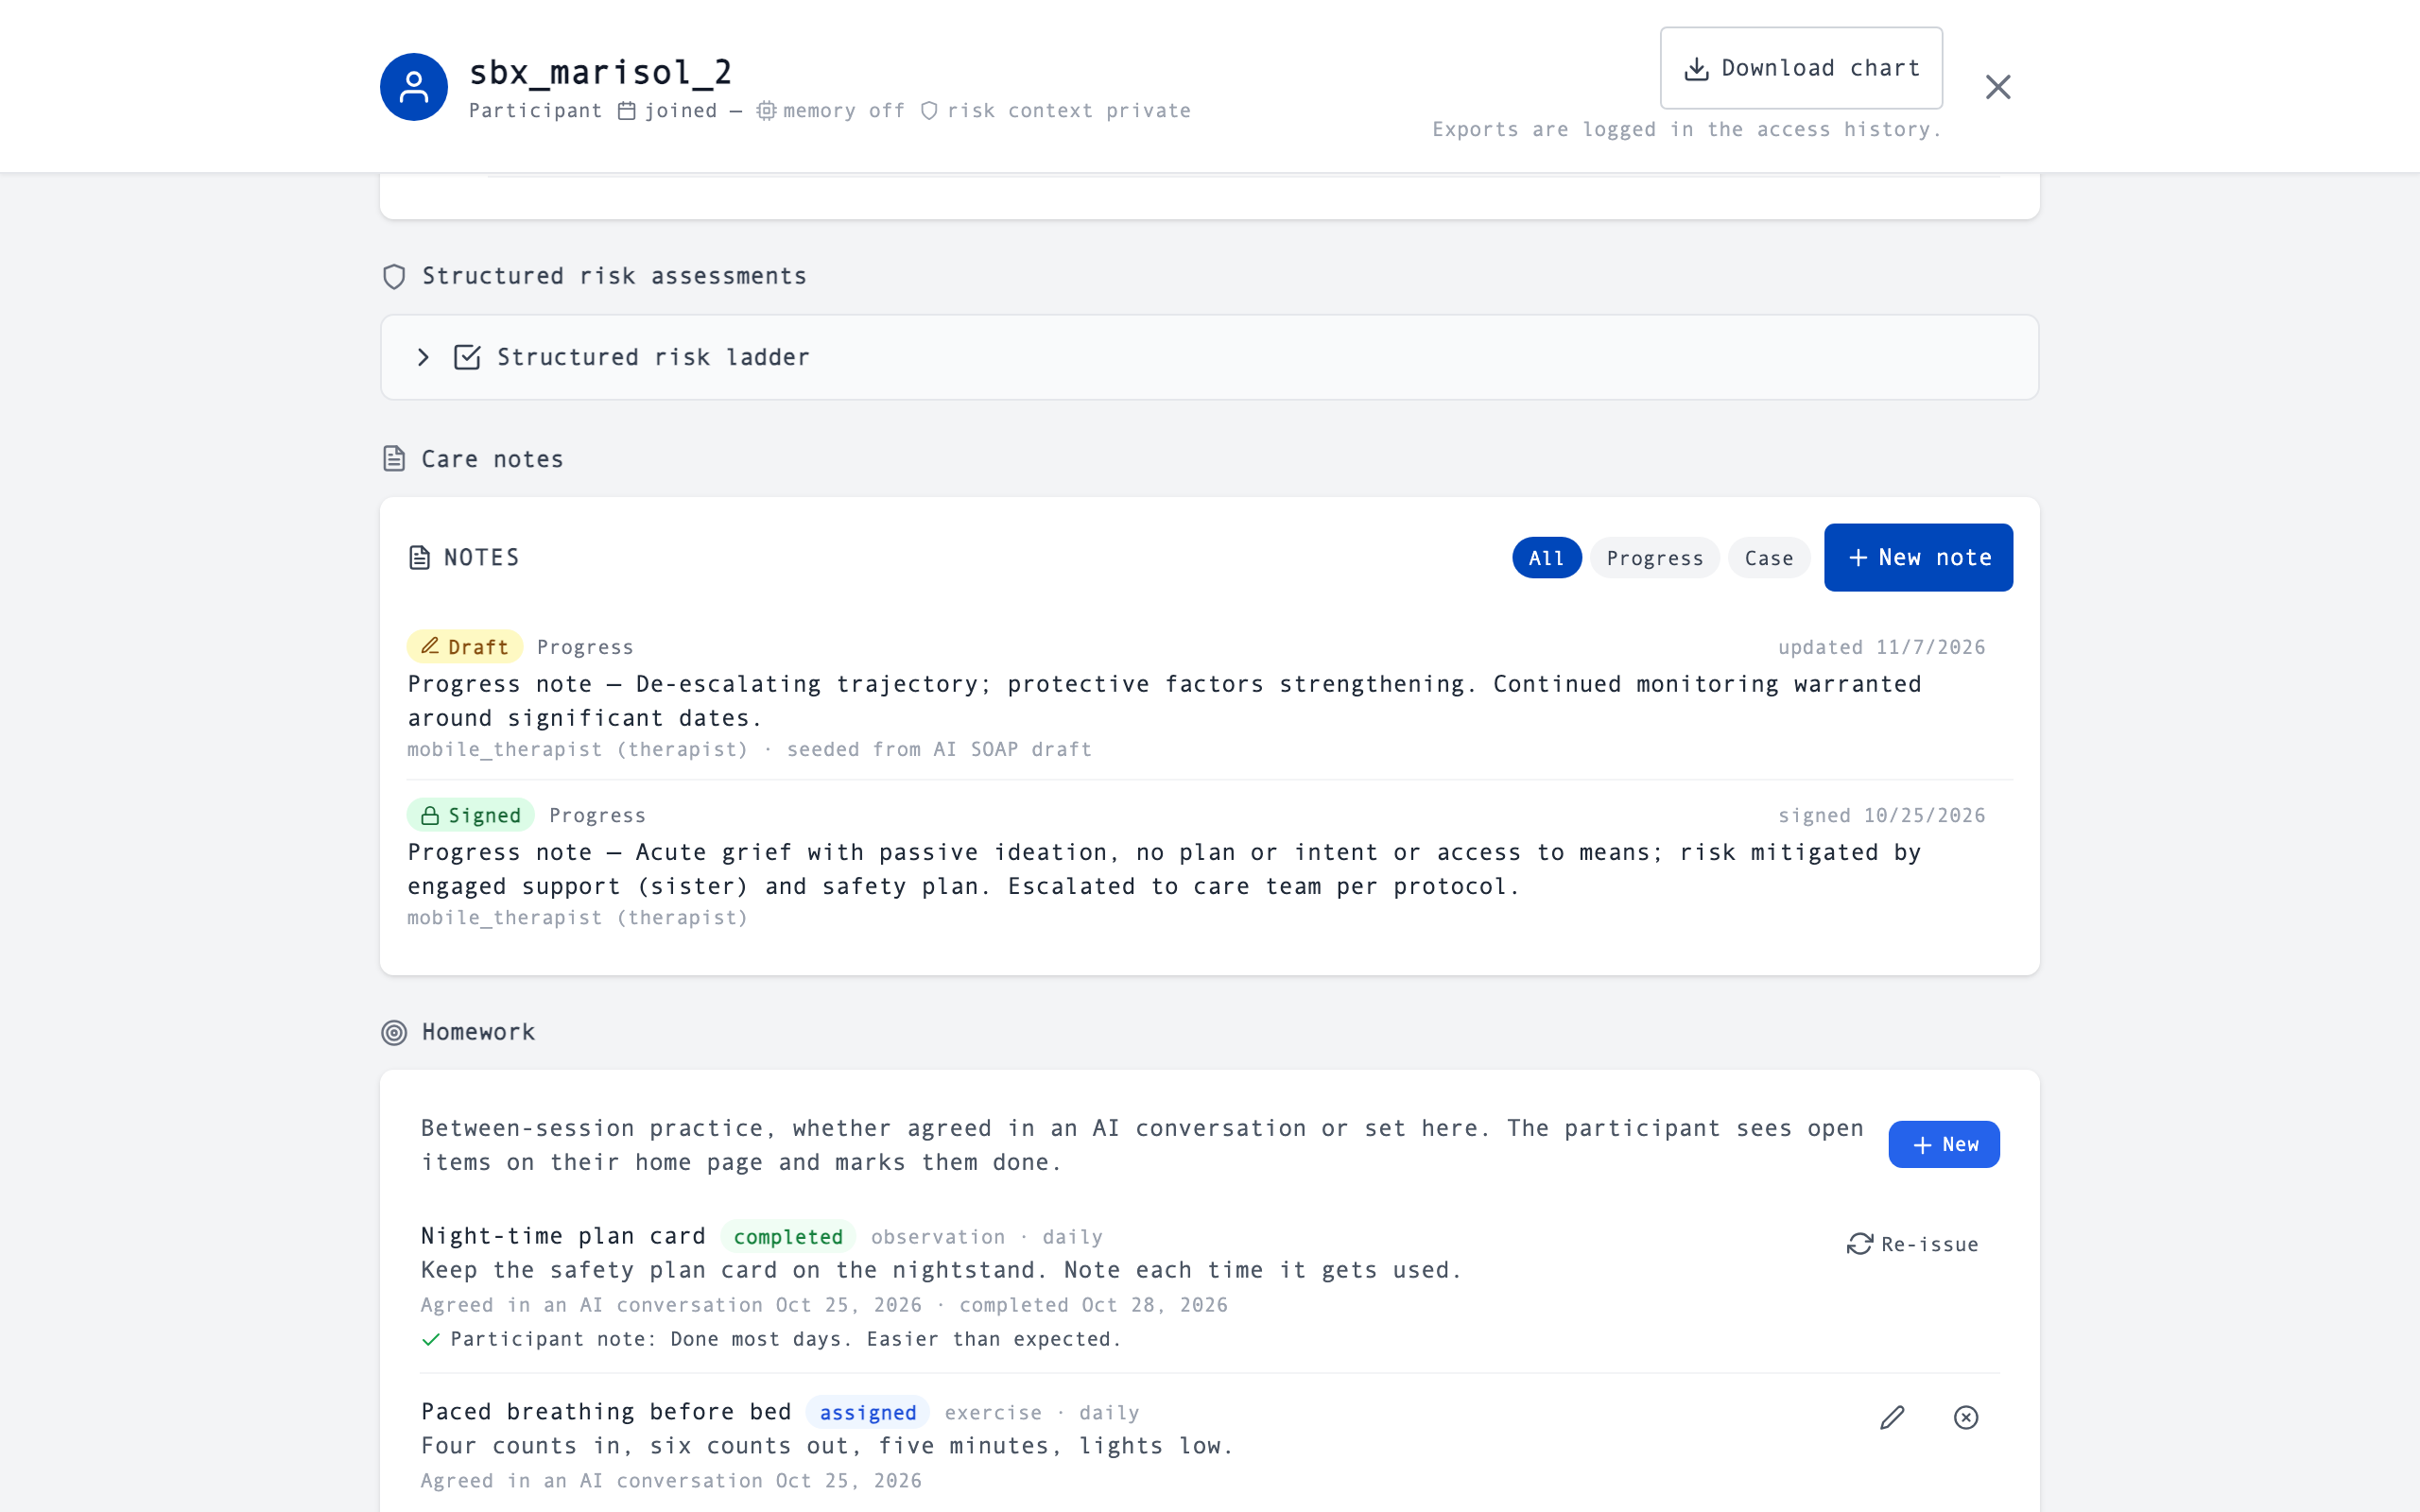 sbx_marisol_2
Participant joined — memory off risk context private
Download chart
Exports are logged in the access history.
Structured risk assessments
Structured risk ladder
Care notes
NOTES
All Progress Case + New note
Draft Progress updated 11/7/2026
Progress note — De-escalating trajectory; protective factors strengthening. Continued monitoring warranted
around significant dates.
mobile_therapist (therapist) · seeded from AI SOAP draft
Signed Progress signed 10/25/2026
Progress note — Acute grief with passive ideation, no plan or intent or access to means; risk mitigated by
engaged support (sister) and safety plan. Escalated to care team per protocol.
mobile_therapist (therapist)
Homework
Between-session practice, whether agreed in an AI conversation or set here. The participant sees open
items on their home page and marks them done.
+ New
Night-time plan card completed observation · daily
Re-issue
Keep the safety plan card on the nightstand. Note each time it gets used.
Agreed in an AI conversation Oct 25, 2026 · completed Oct 28, 2026
Participant note: Done most days. Easier than expected.
Paced breathing before bed assigned exercise · daily
Four counts in, six counts out, five minutes, lights low.
Agreed in an AI conversation Oct 25, 2026